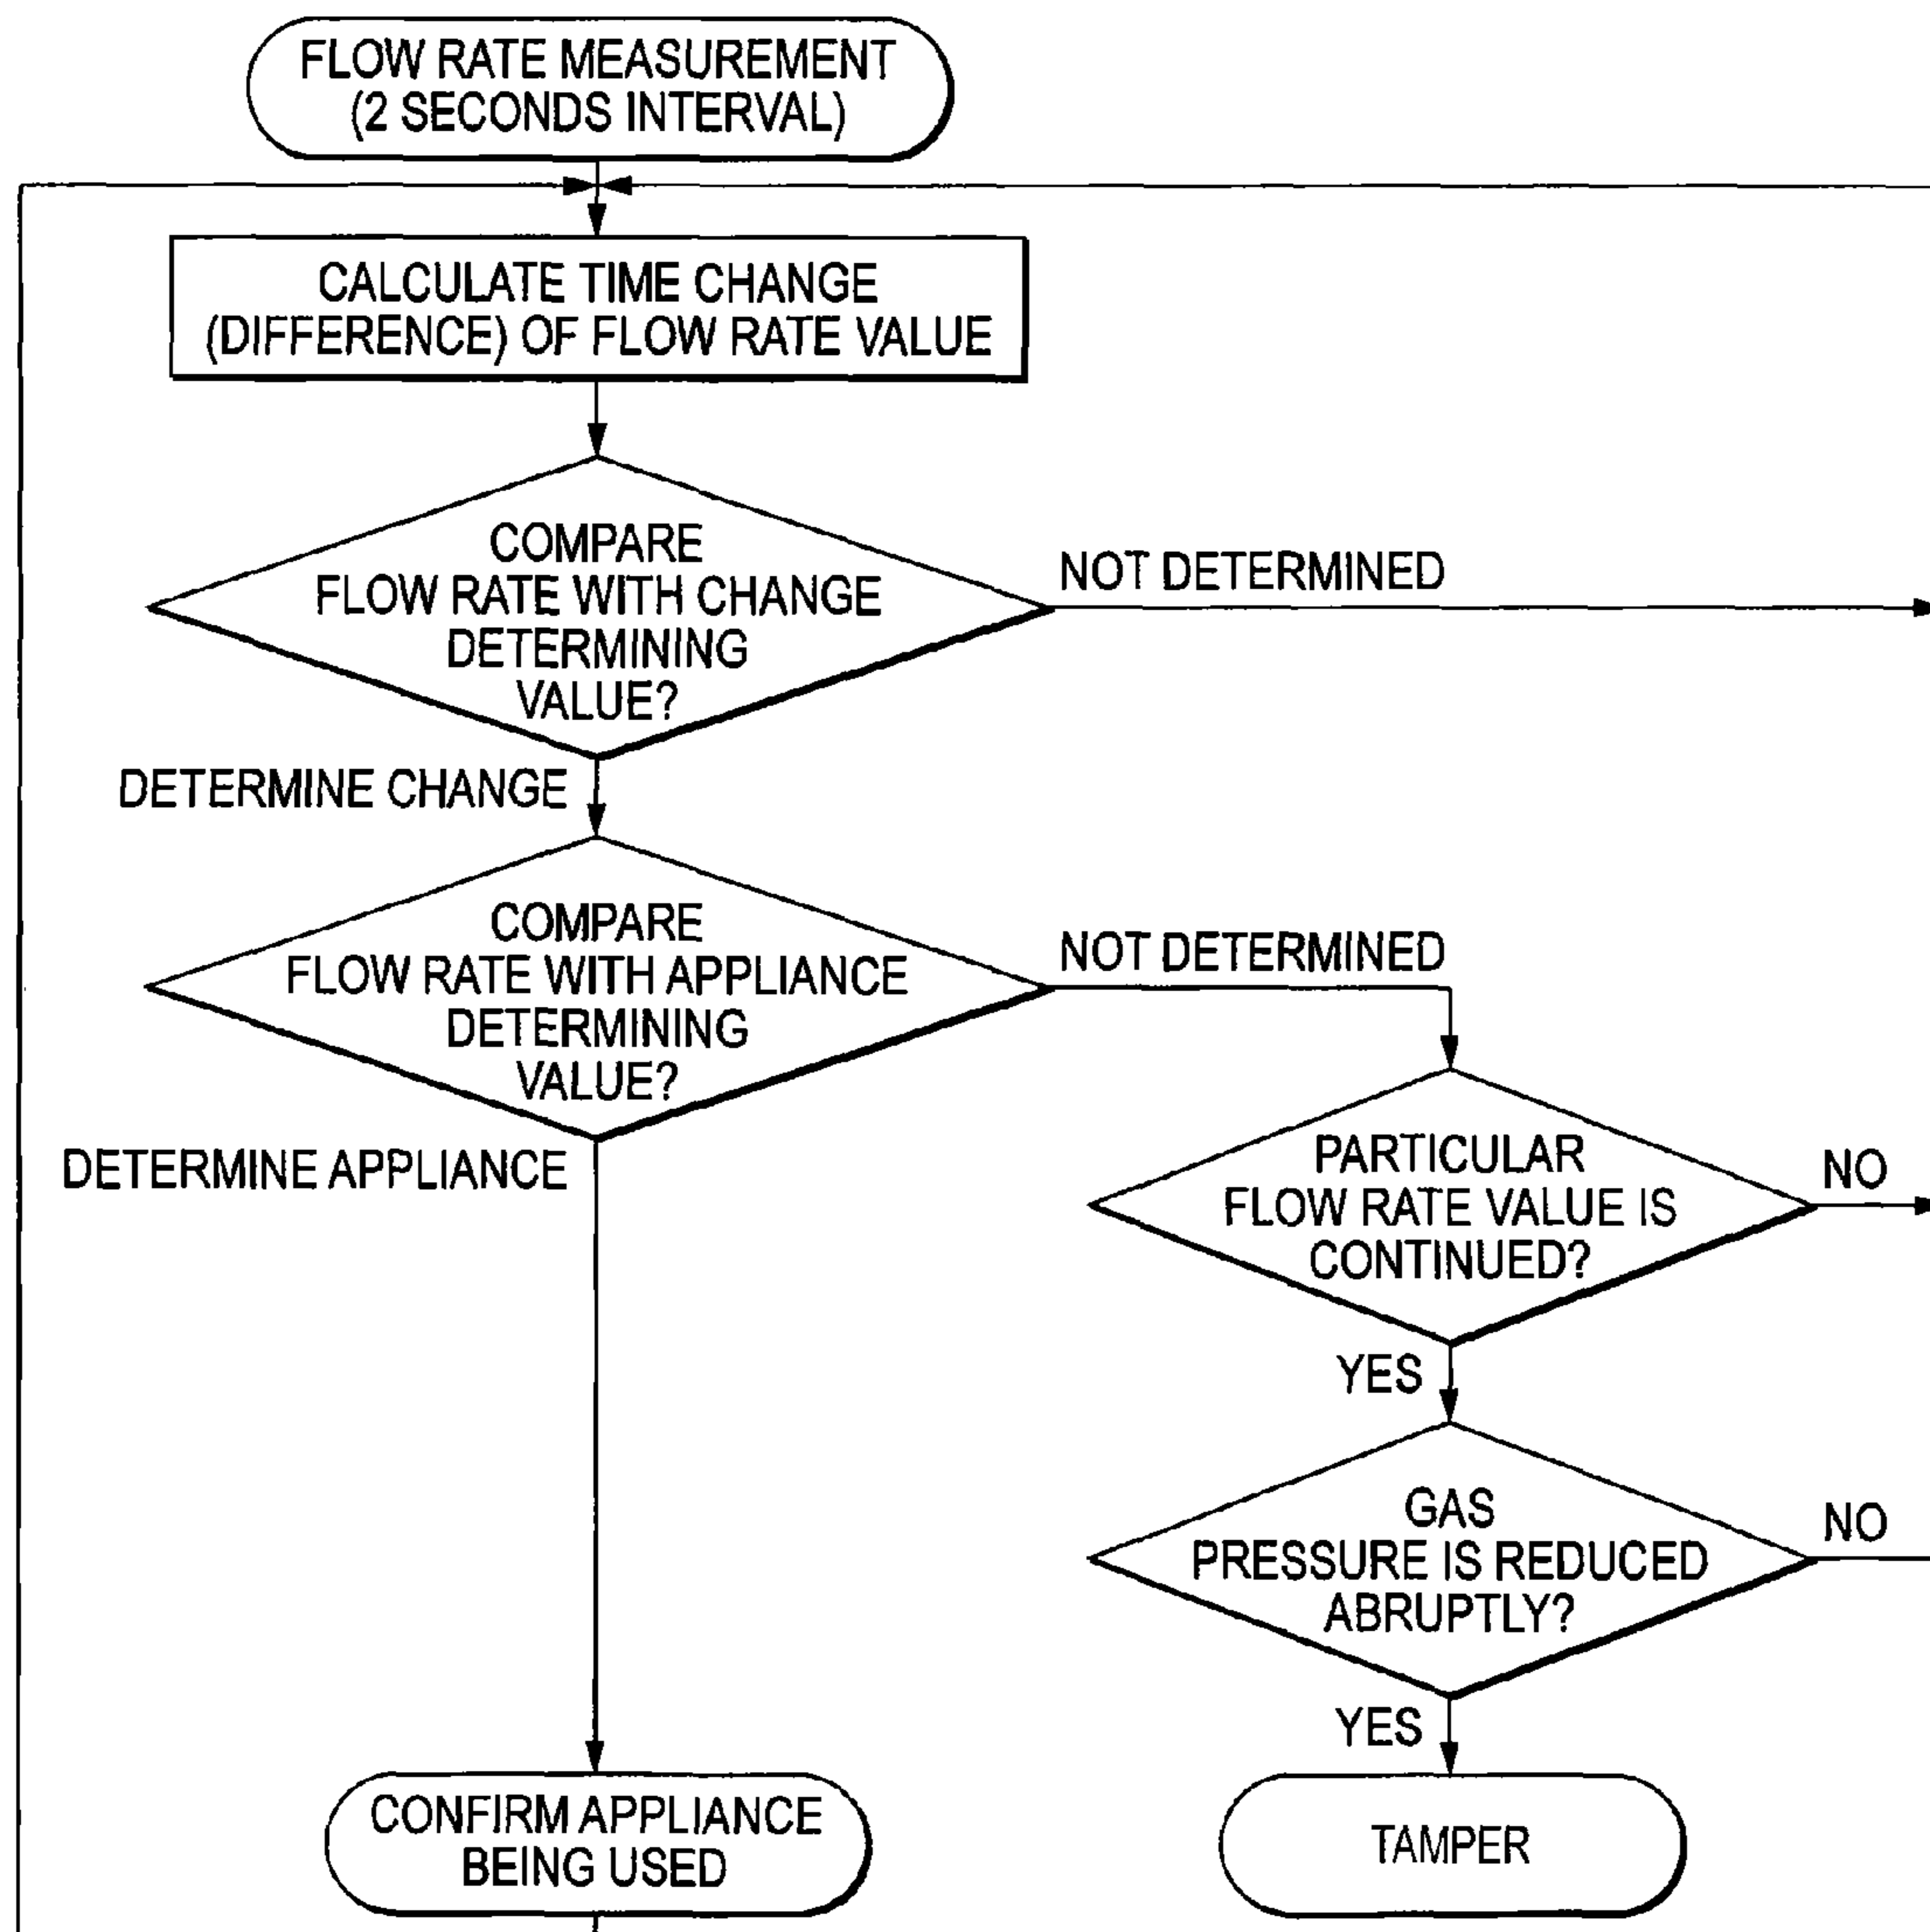 FLOW RATE MEASUREMENT
(2 SECONDS INTERVAL)
CALCULATE TIME CHANGE
(DIFFERENCE) OF FLOW RATE VALUE
COMPARE
FLOW RATE WITH CHANGE
DETERMINING
VALUE?
NOT DETERMINED
DETERMINE CHANGE
COMPARE
FLOW RATE WITH APPLIANCE
DETERMINING
VALUE?
NOT DETERMINED
DETERMINE APPLIANCE
PARTICULAR
FLOW RATE VALUE IS
CONTINUED?
NO
YES
GAS
PRESSURE IS REDUCED
ABRUPTLY?
NO
YES
CONFIRM APPLIANCE
BEING USED
TAMPER